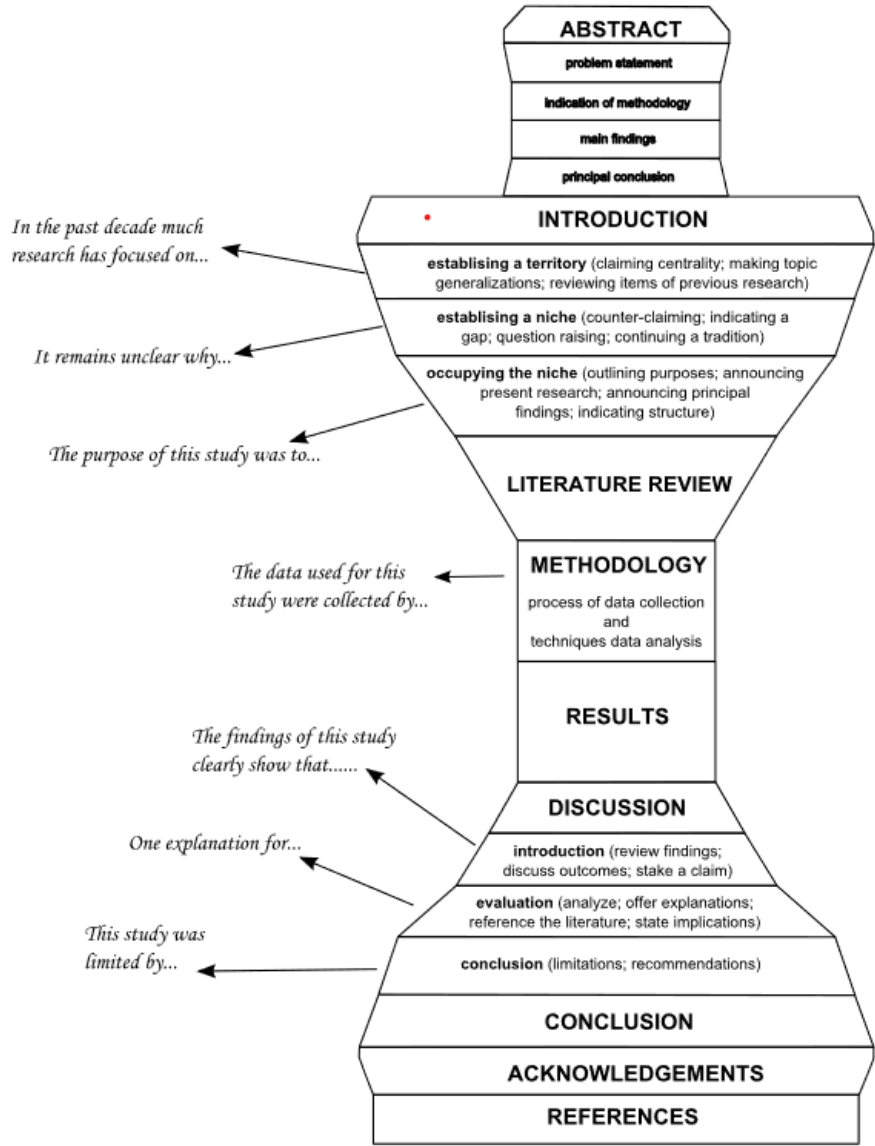 ABSTRACT
problem statement
indication of methodology
main findings
principal conclusion
INTRODUCTION
In the past decade much
research has focused on...
establising a territory (claiming centrality; making topic
generalizations; reviewing items of previous research)
establising a niche (counter-claiming; indicating a
gap; question raising; continuing a tradition)
It remains unclear why...
occupying the niche (outlining purposes; announcing
present research; announcing principal
findings; indicating structure)
The purpose of this study was to...
LITERATURE REVIEW
METHODOLOGY
The data used for this
study were collected by...
process of data collection
and
techniques data analysis
RESULTS
The findings of this study
clearly show that......
DISCUSSION
introduction (review findings;
discuss outcomes; stake a claim)
One explanation for...
evaluation (analyze; offer explanations;
reference the literature; state implications)
This study was
limited by...
conclusion (limitations; recommendations)
CONCLUSION
ACKNOWLEDGEMENTS
REFERENCES